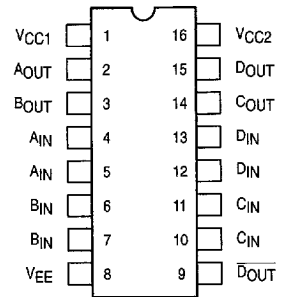 VCC1 1 16 VCC2
AOUT 2 15 DOUT
BOUT 3 14 COUT
AIN 4 13 DIN
AIN 5 12 DIN
BIN 6 11 CIN
BIN 7 10 CIN
VEE 8 9 D̅O̅U̅T̅